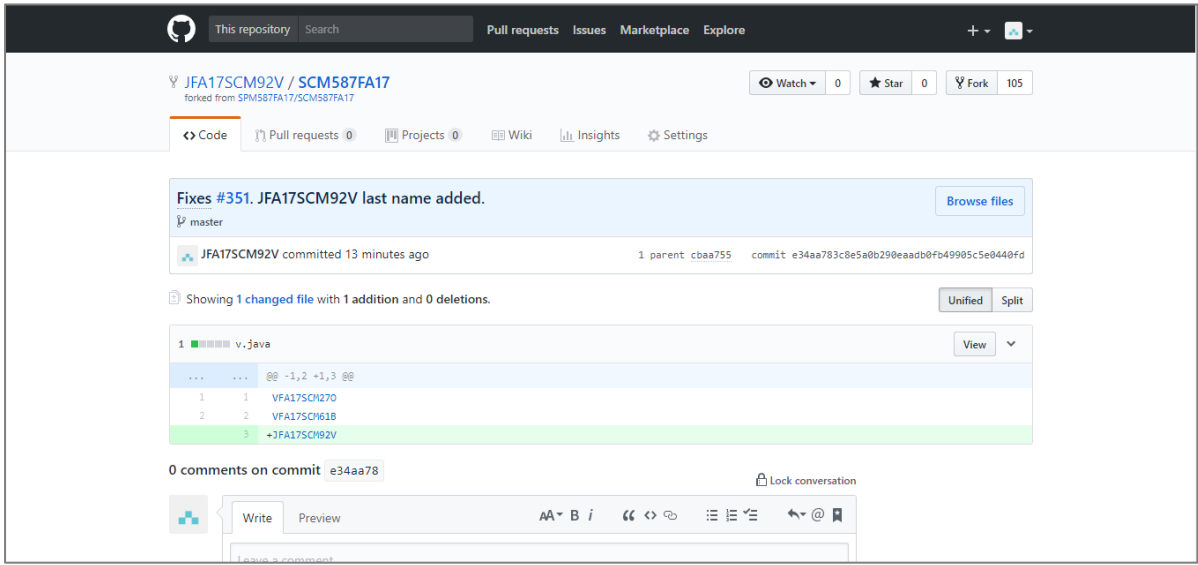 This repository Search Pull requests Issues Marketplace Explore
JFA17SCM92V / SCM587FA17
Watch 0 Star 0 Fork 105
forked from SPM587FA17/SCM587FA17
Code Pull requests 0 Projects 0 Wiki Insights Settings
Fixes #351. JFA17SCM92V last name added.
Browse files
master
JFA17SCM92V committed 13 minutes ago 1 parent cbaa755 commit e34aa783c8e5a0b290eaadb0fb49905c5e0440fd
Showing 1 changed file with 1 addition and 0 deletions.
Unified Split
1 v.java View
... ... @@ -1,2 +1,3 @@
1 1 VFA17SCM27O
2 2 VFA17SCM61B
3 +JFA17SCM92V
0 comments on commit e34aa78
Lock conversation
Write Preview AA B i
Leave a comment